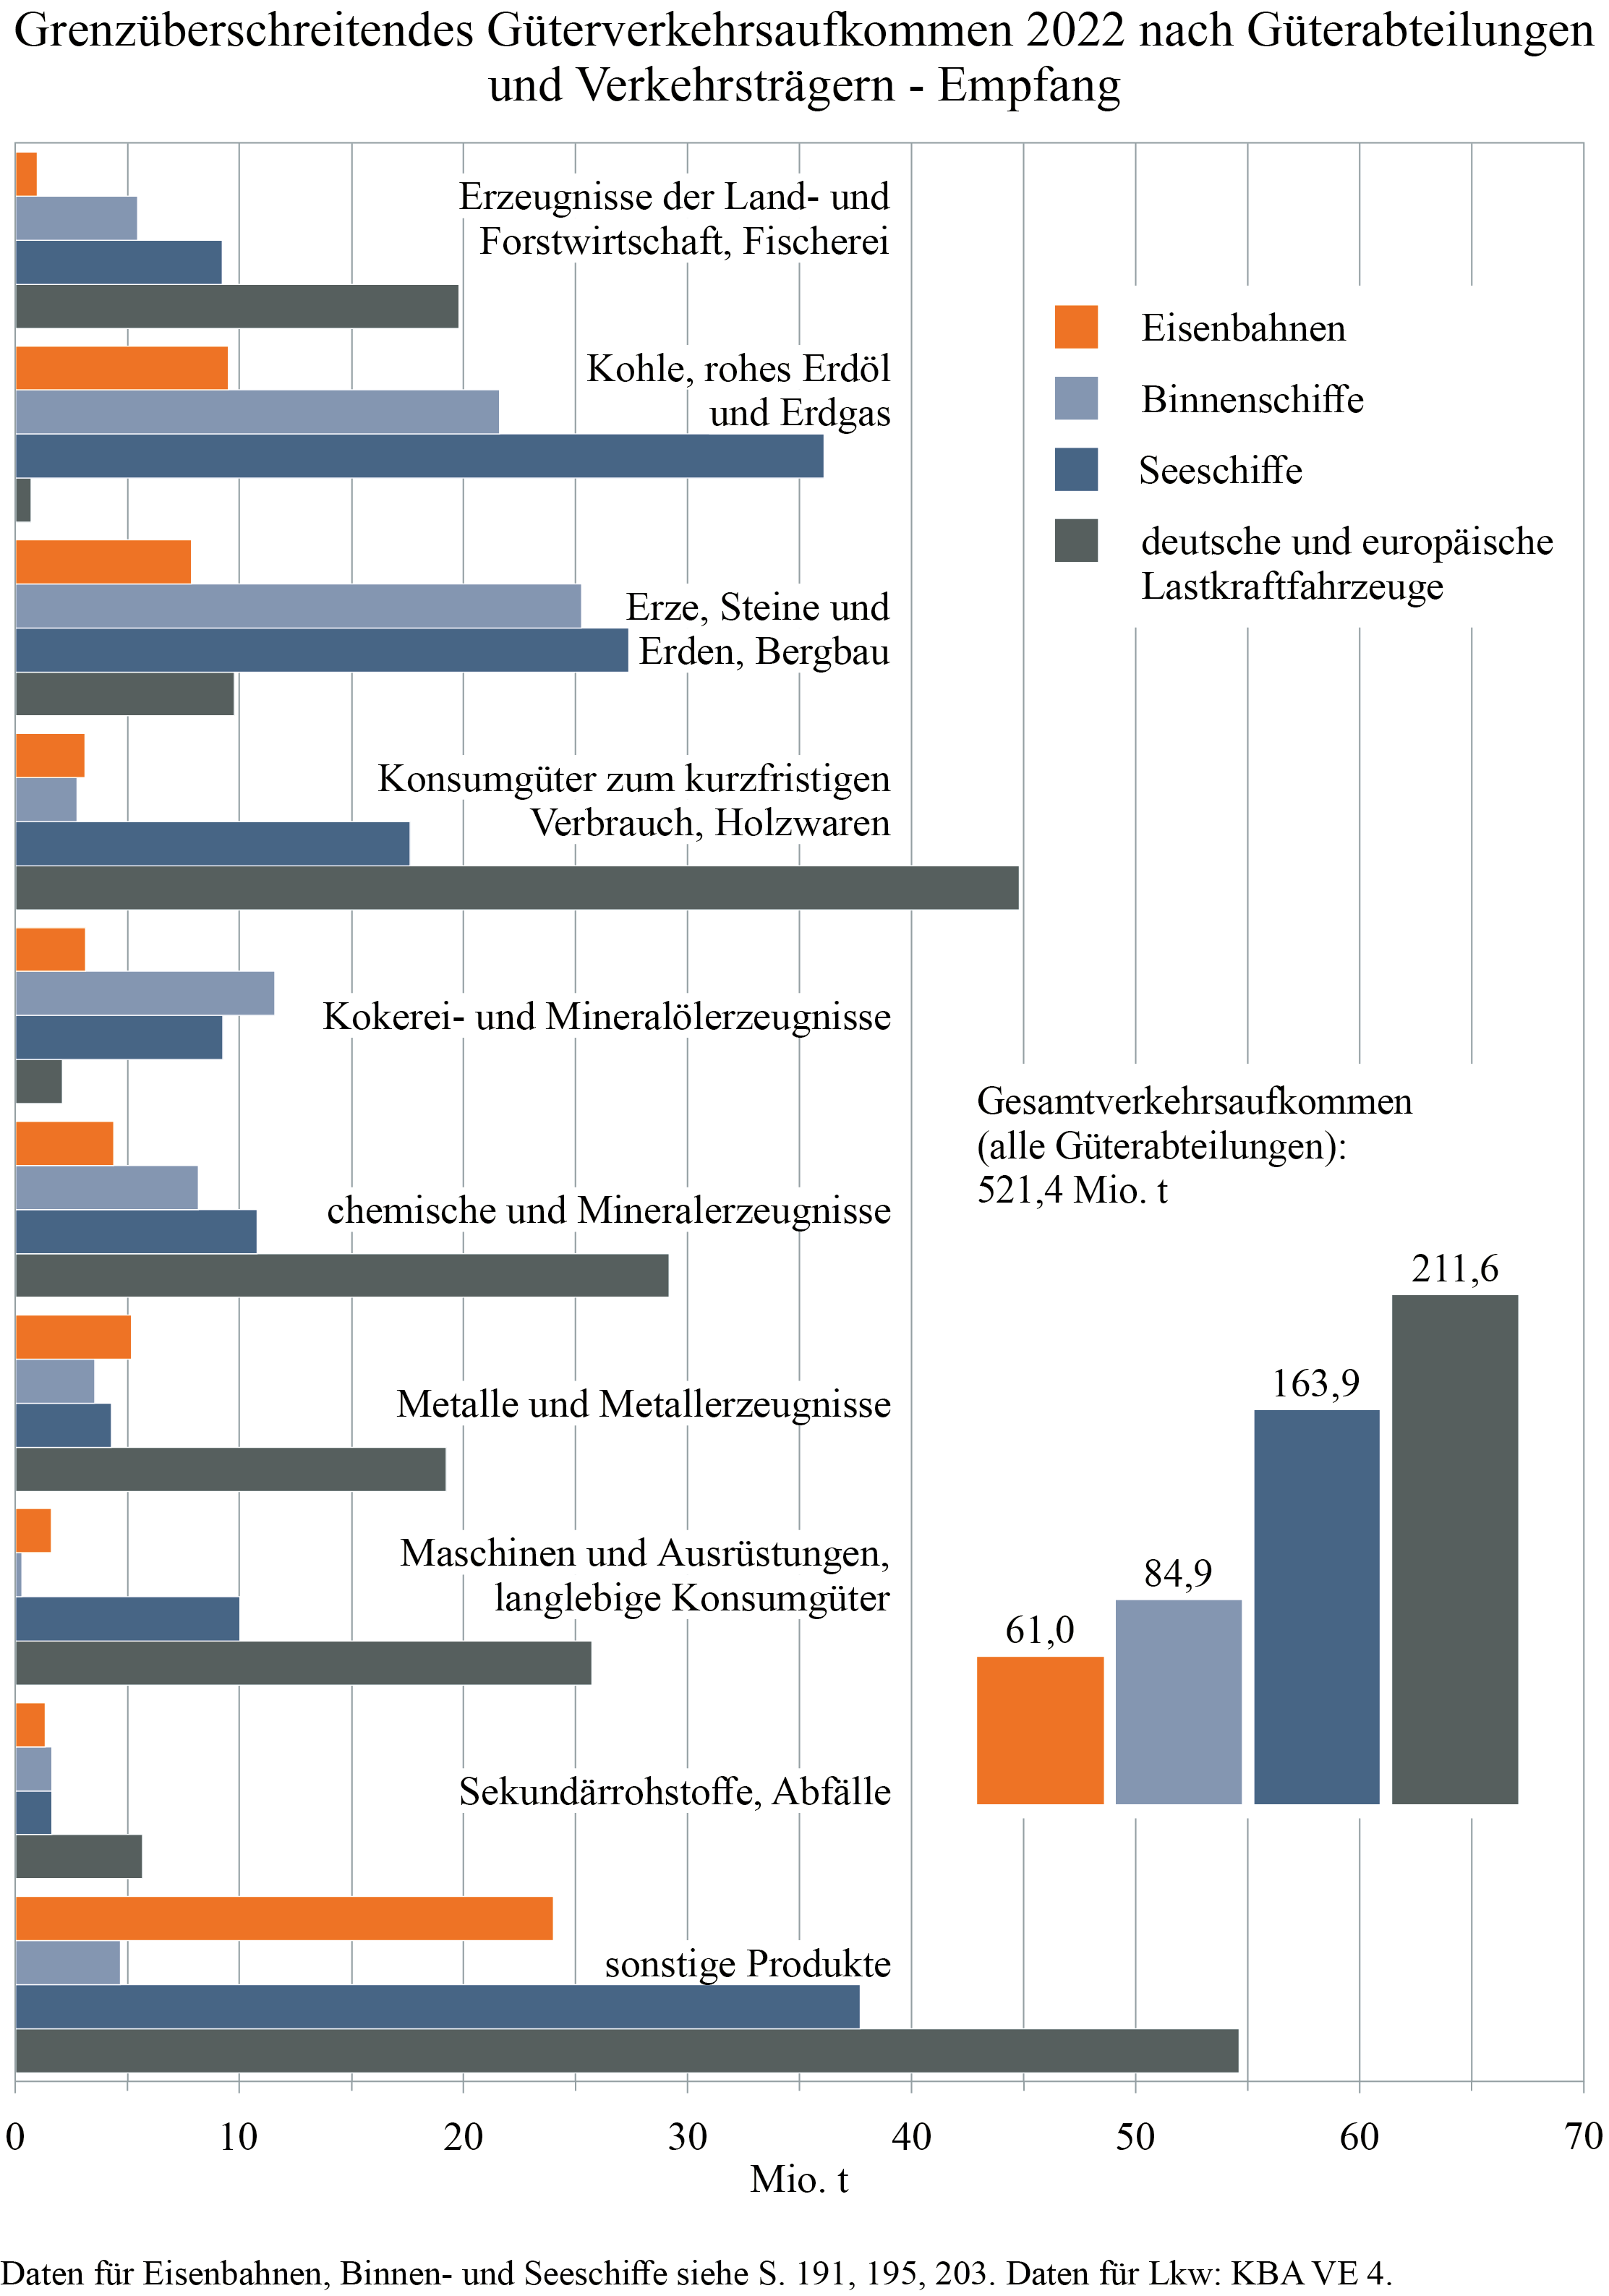 Grenzüberschreitendes Güterverkehrsaufkommen 2022 nach Güterabteilungen
und Verkehrsträgern - Empfang
Erzeugnisse der Land- und
Forstwirtschaft, Fischerei
Kohle, rohes Erdöl
und Erdgas
Erze, Steine und
Erden, Bergbau
Konsumgüter zum kurzfristigen
Verbrauch, Holzwaren
Kokerei- und Mineralölerzeugnisse
chemische und Mineralerzeugnisse
Metalle und Metallerzeugnisse
Maschinen und Ausrüstungen,
langlebige Konsumgüter
Sekundärrohstoffe, Abfälle
sonstige Produkte
Eisenbahnen
Binnenschiffe
Seeschiffe
deutsche und europäische
Lastkraftfahrzeuge
Gesamtverkehrsaufkommen
(alle Güterabteilungen):
521,4 Mio. t
61,0
84,9
163,9
211,6
0 10 20 30 40 50 60 70
Mio. t
Daten für Eisenbahnen, Binnen- und Seeschiffe siehe S. 191, 195, 203. Daten für Lkw: KBA VE 4.